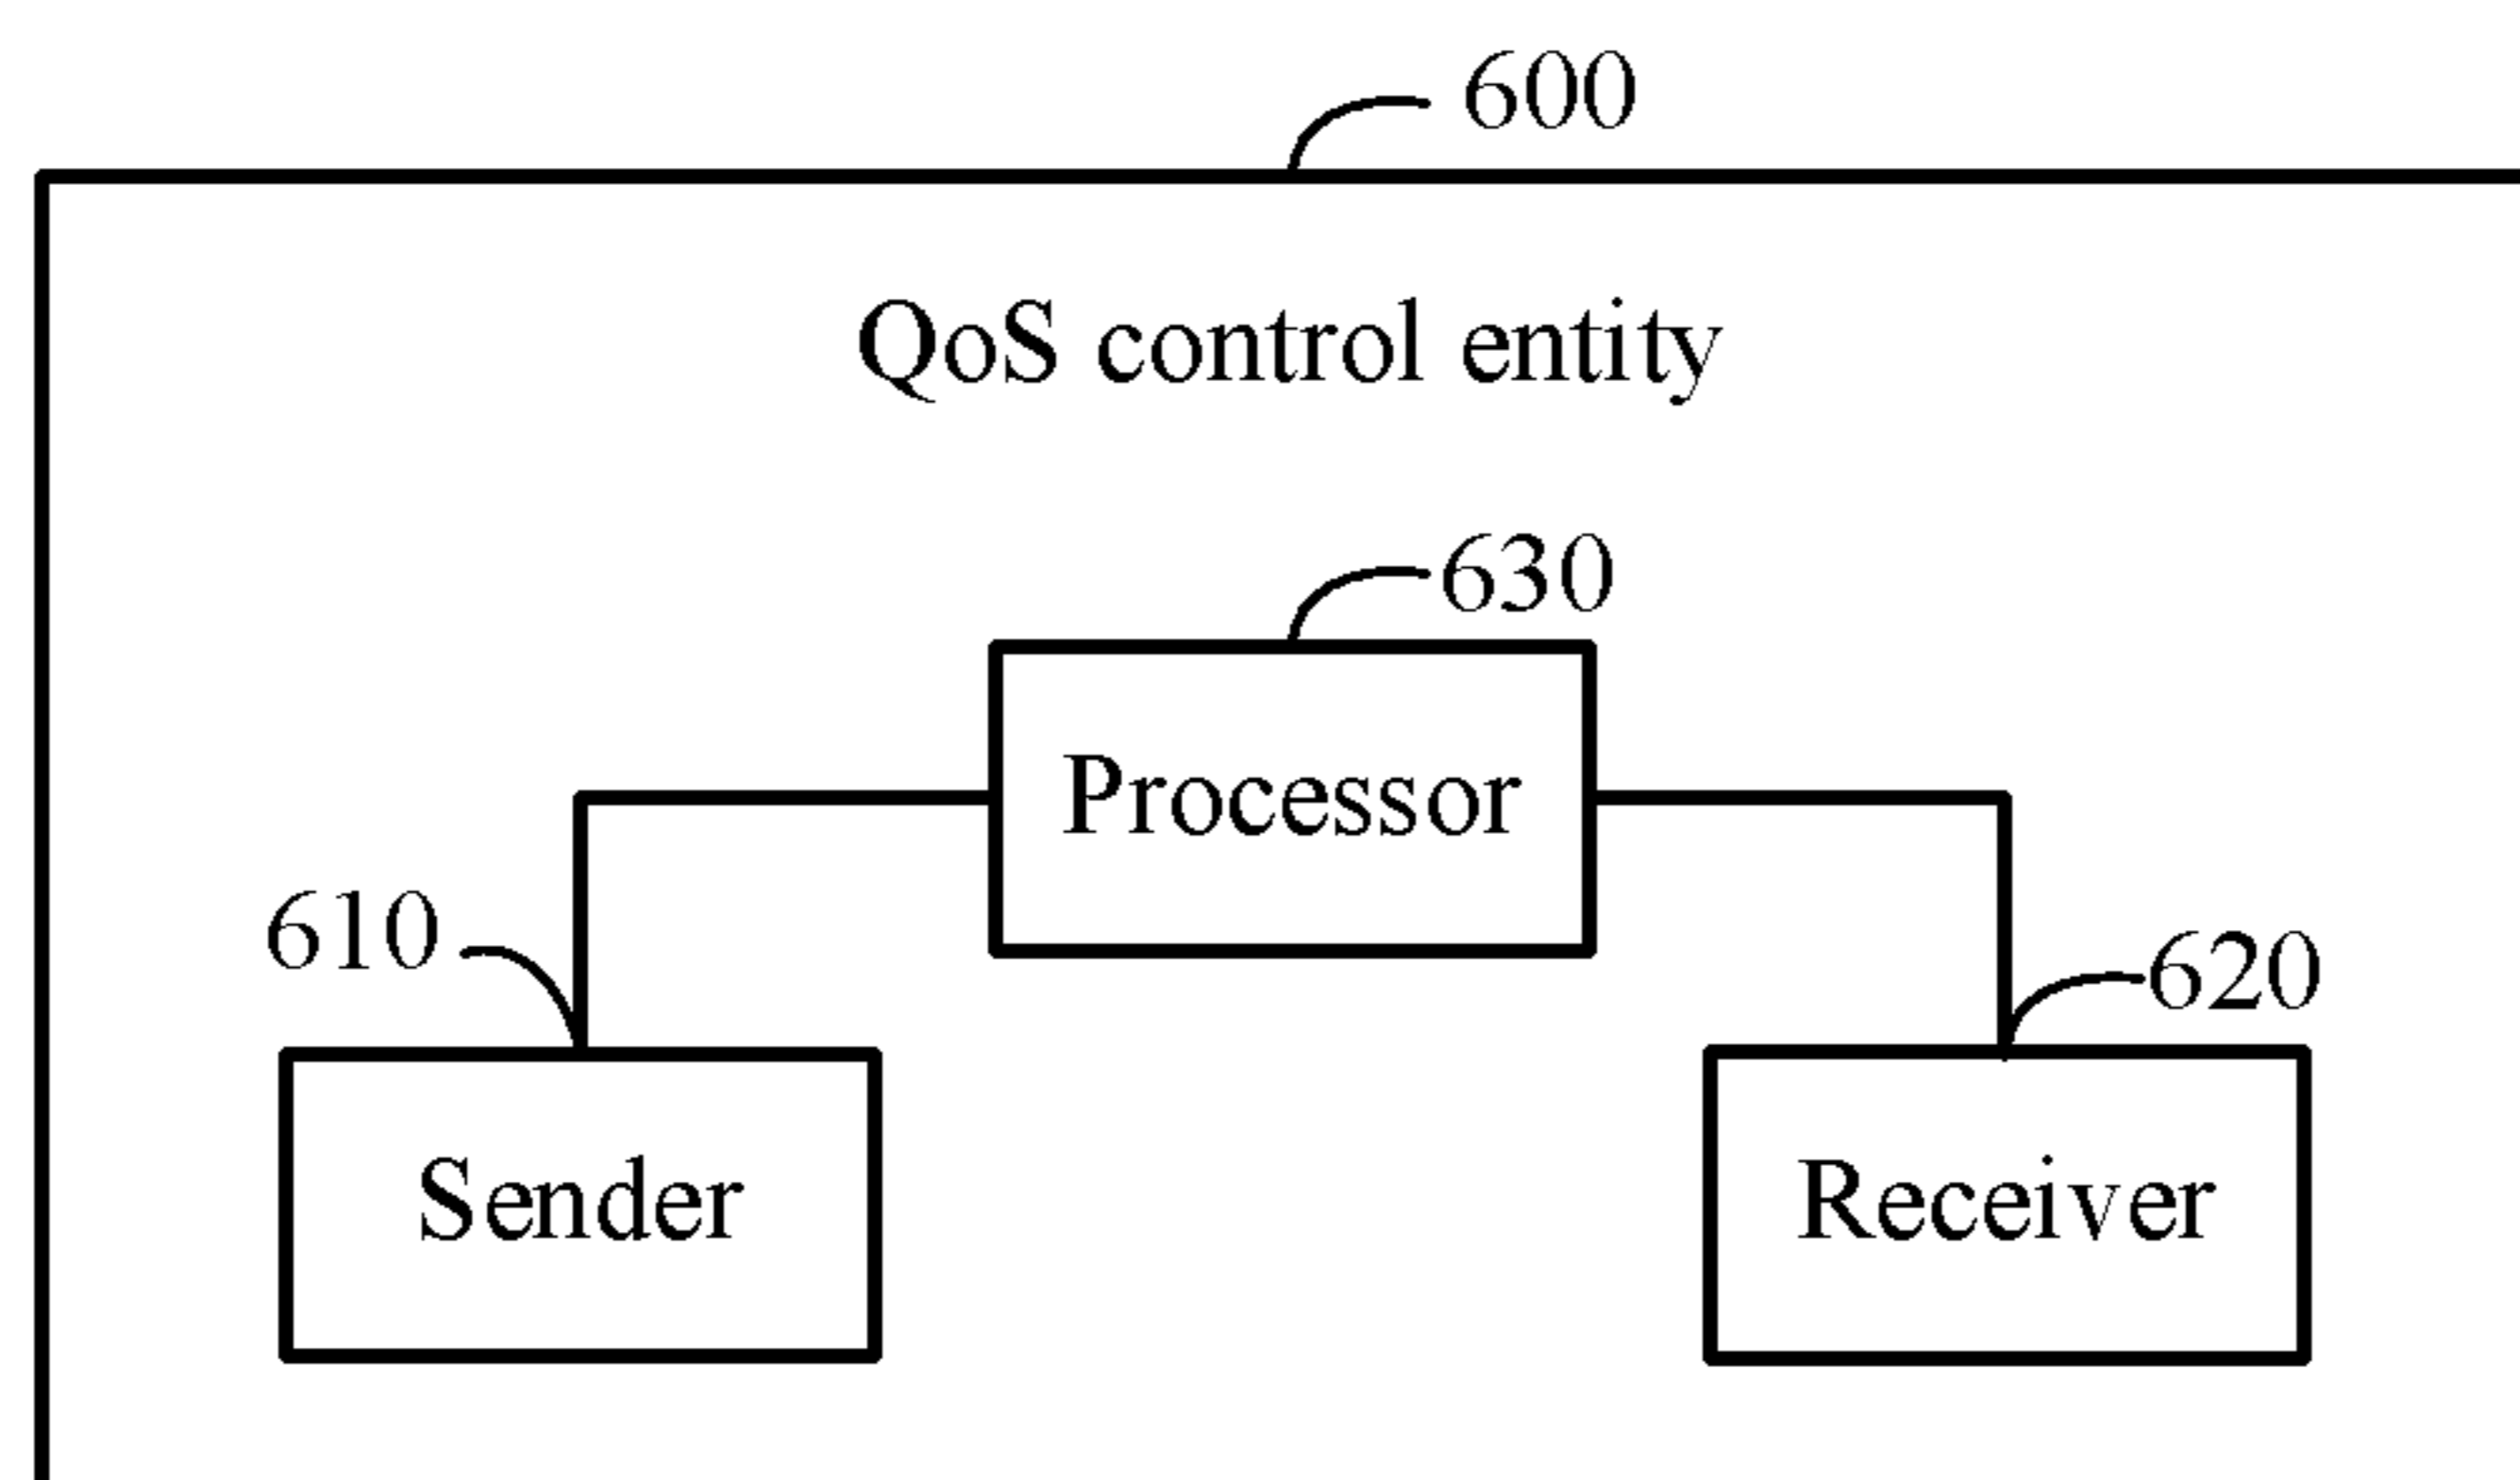 600
QoS control entity
630
Processor
610
620
Sender
Receiver